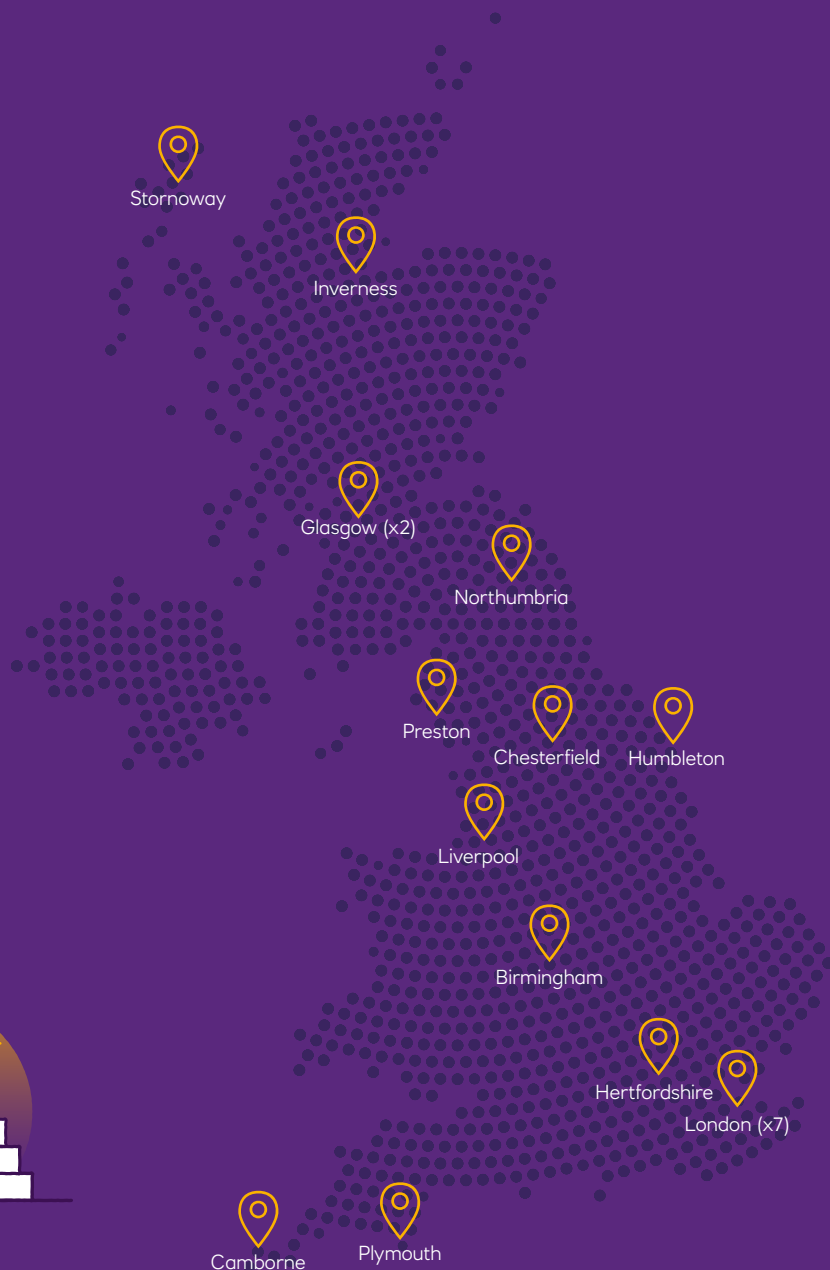 Stornoway
Inverness
Glasgow (x2)
Northumbria
Preston
Chesterfield
Humbleton
Liverpool
Birmingham
Hertfordshire
London (x7)
Plymouth
Camborne